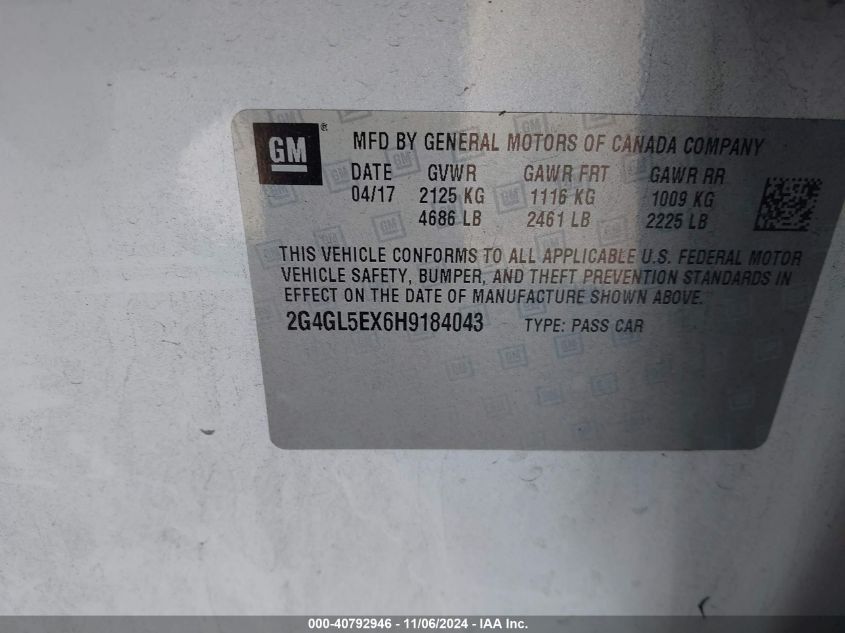 GM ® MFD BY GENERAL MOTORS OF CANADA COMPANY
DATE GVWR GAWR FRT GAWR RR
04/17 2125 KG 1116 KG 1009 KG
4686 LB 2461 LB 2225 LB
THIS VEHICLE CONFORMS TO ALL APPLICABLE U.S. FEDERAL MOTOR
VEHICLE SAFETY, BUMPER, AND THEFT PREVENTION STANDARDS IN
EFFECT ON THE DATE OF MANUFACTURE SHOWN ABOVE.
2G4GL5EX6H9184043 TYPE: PASS CAR
000-40792946 - 11/06/2024 - IAA Inc.